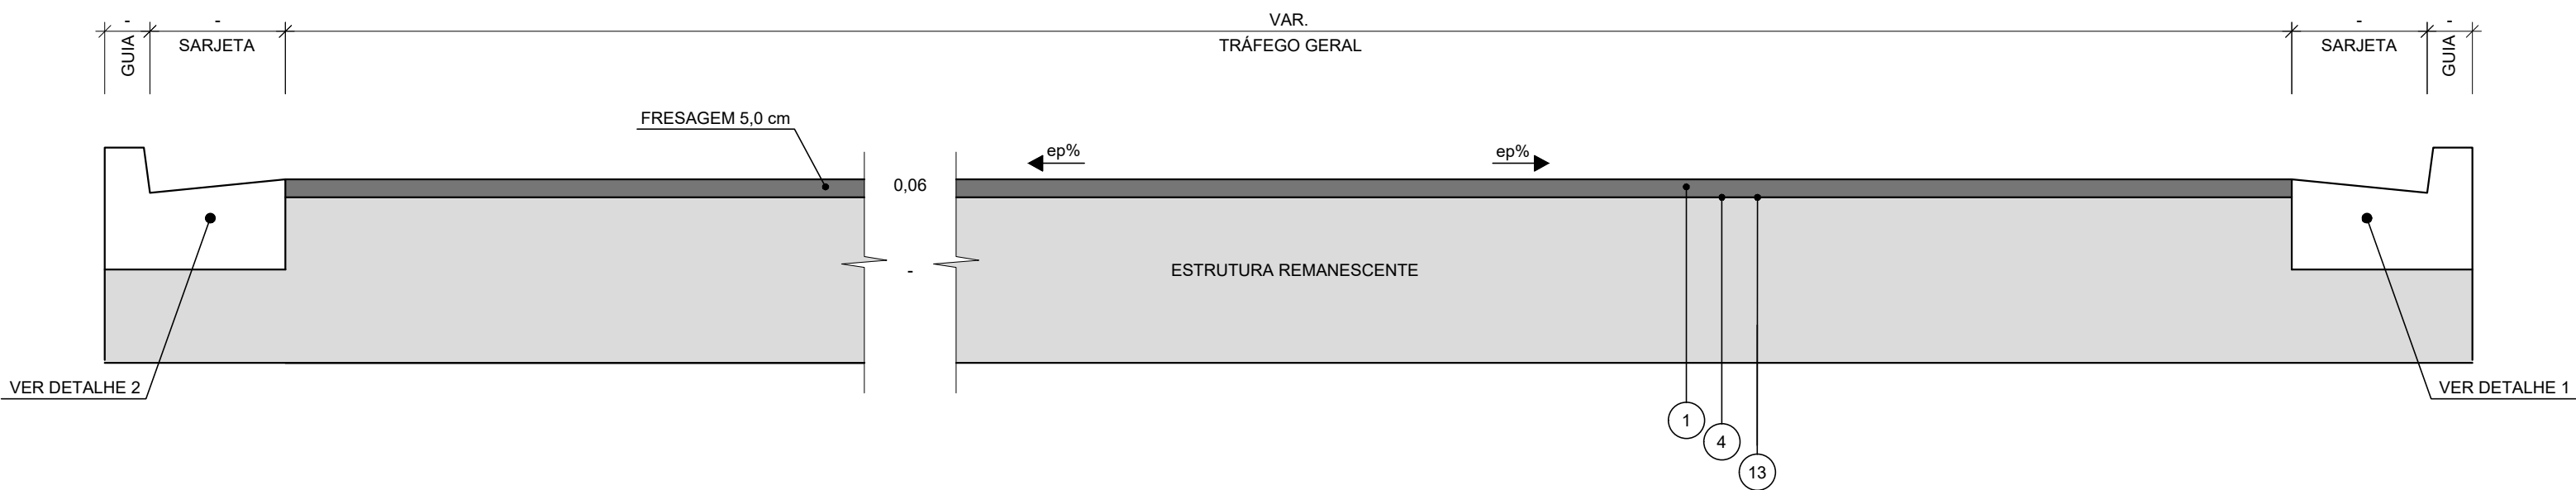 -
-
VAR.
-
-
GUIA
SARJETA
TRÁFEGO GERAL
SARJETA
GUIA
FRESAGEM 5,0 cm
ep%
ep%
0,06
-
ESTRUTURA REMANESCENTE
VER DETALHE 2
VER DETALHE 1
1
4
13